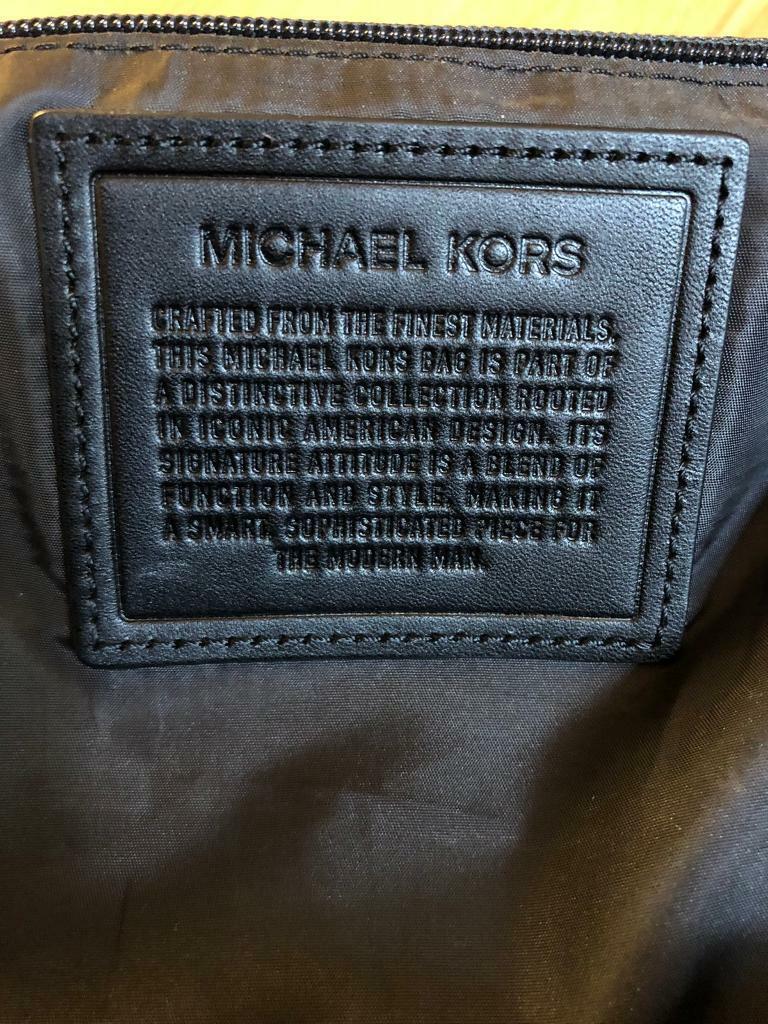 MICHAEL KORS
CRAFTED FROM THE FINEST MATERIALS,
THIS MICHAEL KORS BAG IS PART OF
A DISTINCTIVE COLLECTION ROOTED
IN ICONIC AMERICAN DESIGN. ITS
SIGNATURE ATTITUDE IS A BLEND OF
FUNCTION AND STYLE, MAKING IT
A SMART, SOPHISTICATED PIECE FOR
THE MODERN MAN.